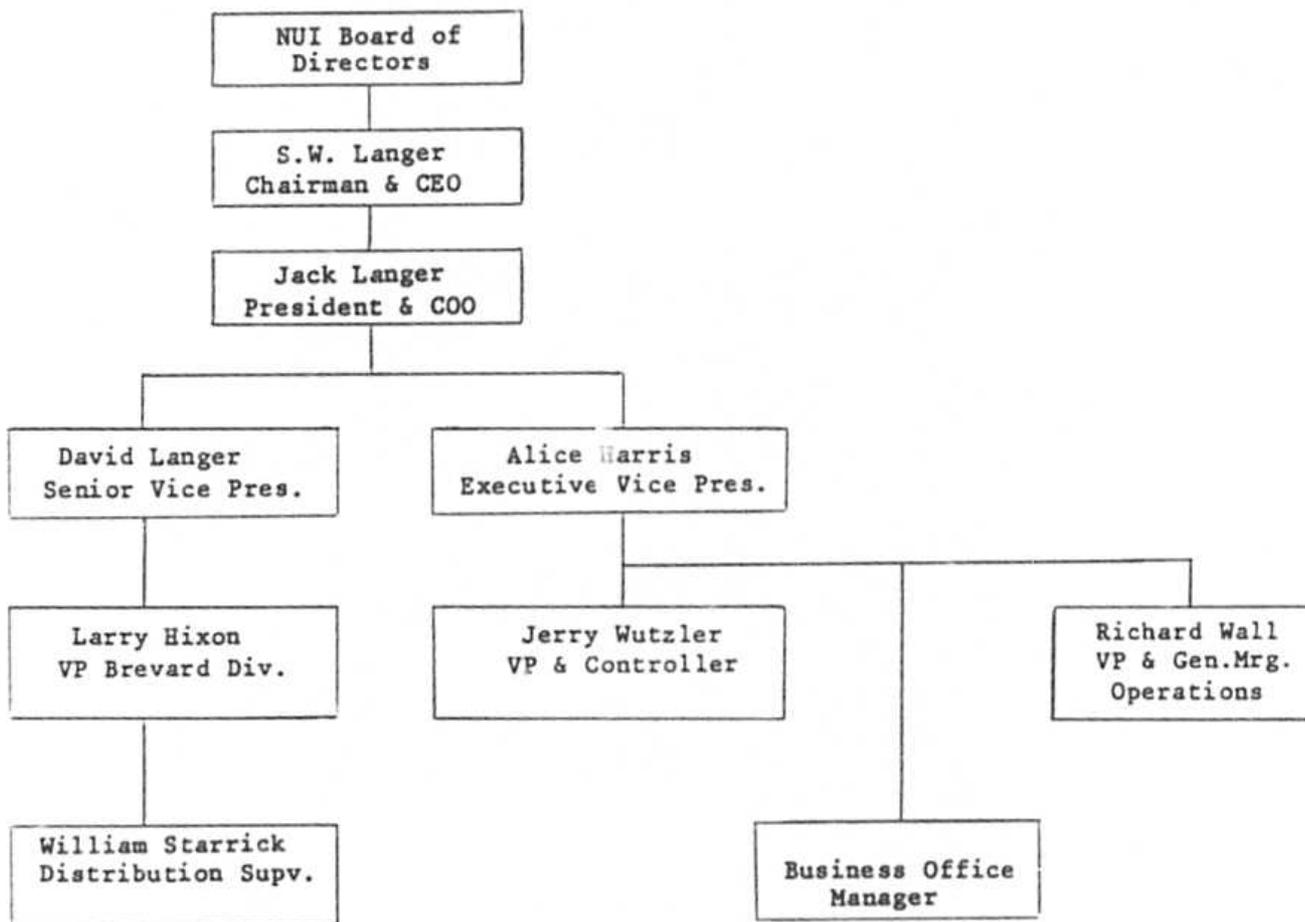 NUI Board of
Directors
S.W. Langer
Chairman & CEO
Jack Langer
President & COO
David Langer
Senior Vice Pres.
Alice Harris
Executive Vice Pres.
Larry Hixon
VP Brevard Div.
Jerry Wutzler
VP & Controller
Richard Wall
VP & Gen.Mrg.
Operations
William Starrick
Distribution Supv.
Business Office
Manager